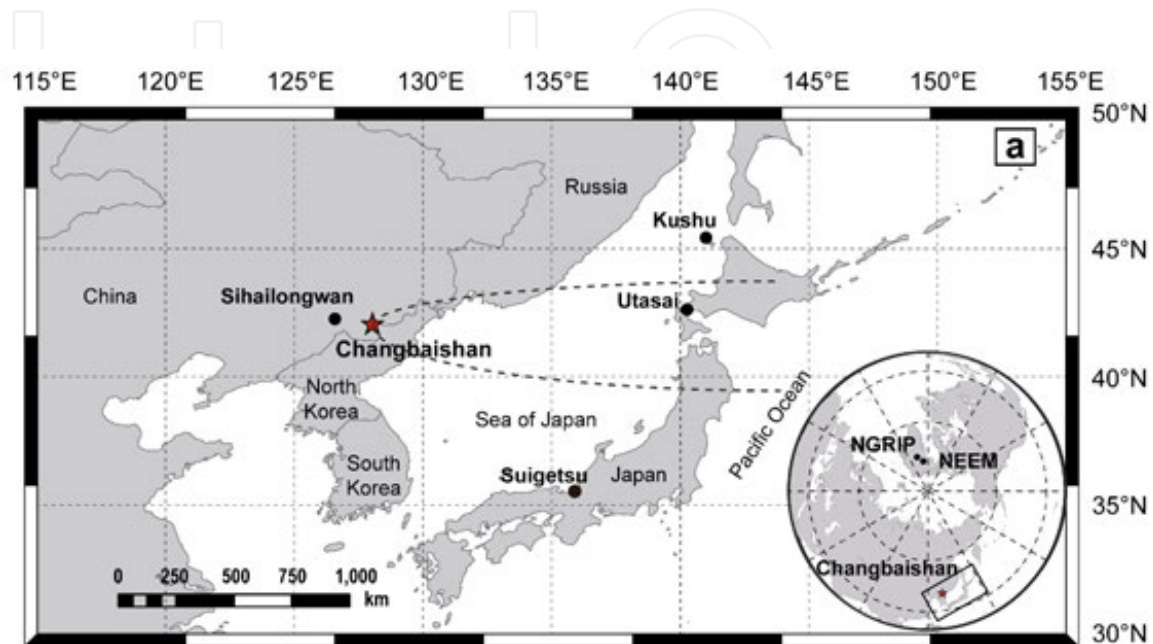 115°E 120°E 125°E 130°E 135°E 140°E 145°E 150°E 155°E
50°N
a
Russia
Kushu
45°N
China
Sihailongwan
Utasai
Changbaishan
40°N
North
Korea
Sea of Japan
Pacific Ocean
NGRIP
NEEM
South
Korea
Suigetsu
Japan
35°N
Changbaishan
0 250 500 750 1,000
km
30°N